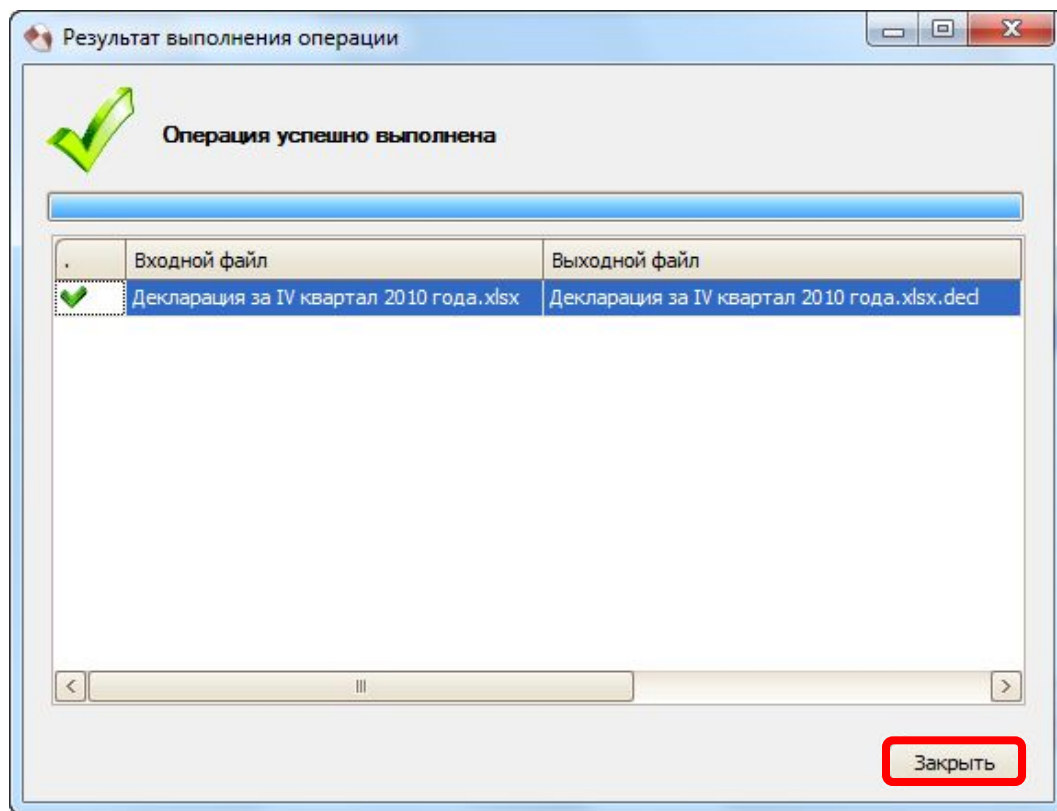 Результат выполнения операции
Операция успешно выполнена
. Входной файл Выходной файл
Декларация за IV квартал 2010 года.xlsx Декларация за IV квартал 2010 года.xlsx.decl
Закрыть